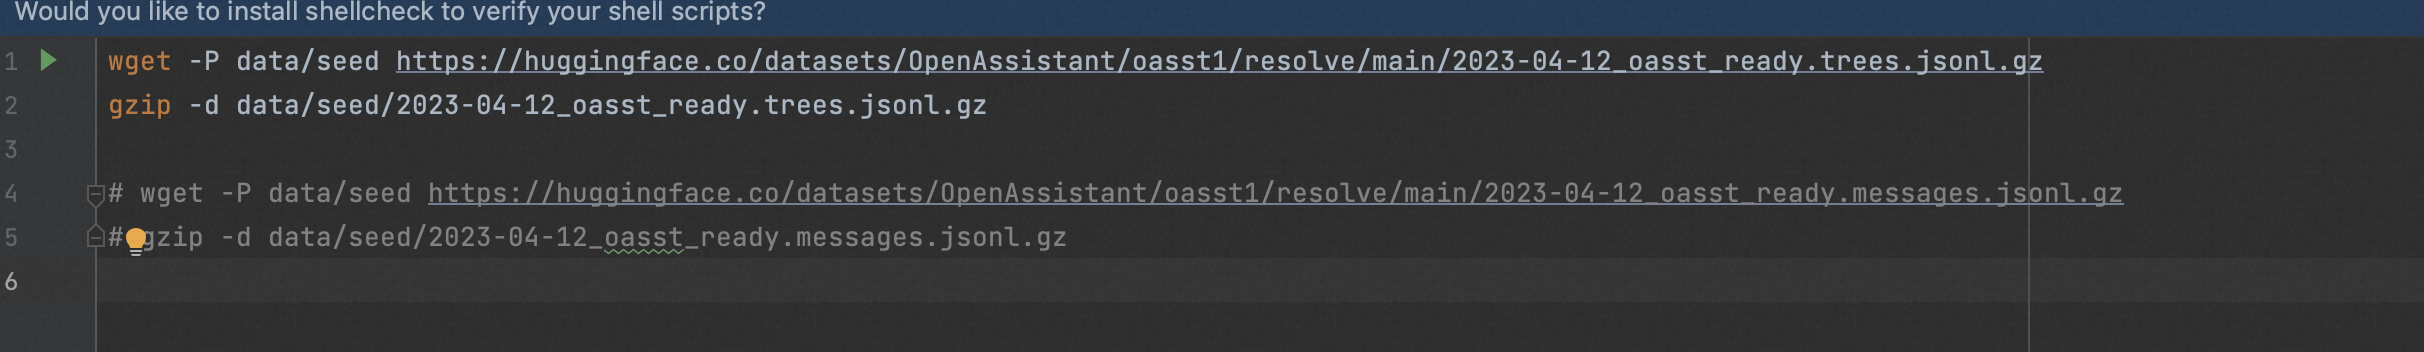 Would you like to install shellcheck to verify your shell scripts?
1 wget -P data/seed https://huggingface.co/datasets/OpenAssistant/oasst1/resolve/main/2023-04-12_oasst_ready.trees.jsonl.gz
2 gzip -d data/seed/2023-04-12_oasst_ready.trees.jsonl.gz
3
4 # wget -P data/seed https://huggingface.co/datasets/OpenAssistant/oasst1/resolve/main/2023-04-12_oasst_ready.messages.jsonl.gz
5 # gzip -d data/seed/2023-04-12_oasst_ready.messages.jsonl.gz
6